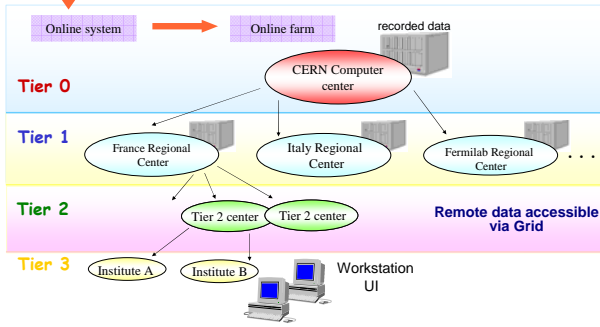 Online system
Online farm
recorded data
CERN Computer
center
Tier 0
Tier 1
France Regional
Center
Italy Regional
Center
Fermilab Regional
Center
. . . .
Tier 2
Tier 2 center
Tier 2 center
Remote data accessible
via Grid
Tier 3
Institute A
Institute B
Workstation
UI